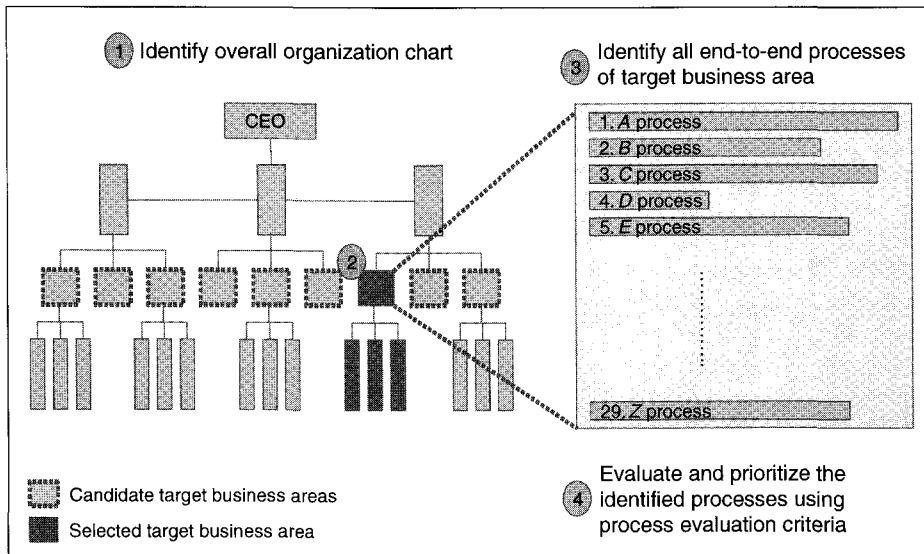 1 Identify overall organization chart
CEO
2
3 Identify all end-to-end processes
of target business area
1. A process
2. B process
3. C process
4. D process
5. E process
29. Z process
4 Evaluate and prioritize the
identified processes using
process evaluation criteria
Candidate target business areas
Selected target business area